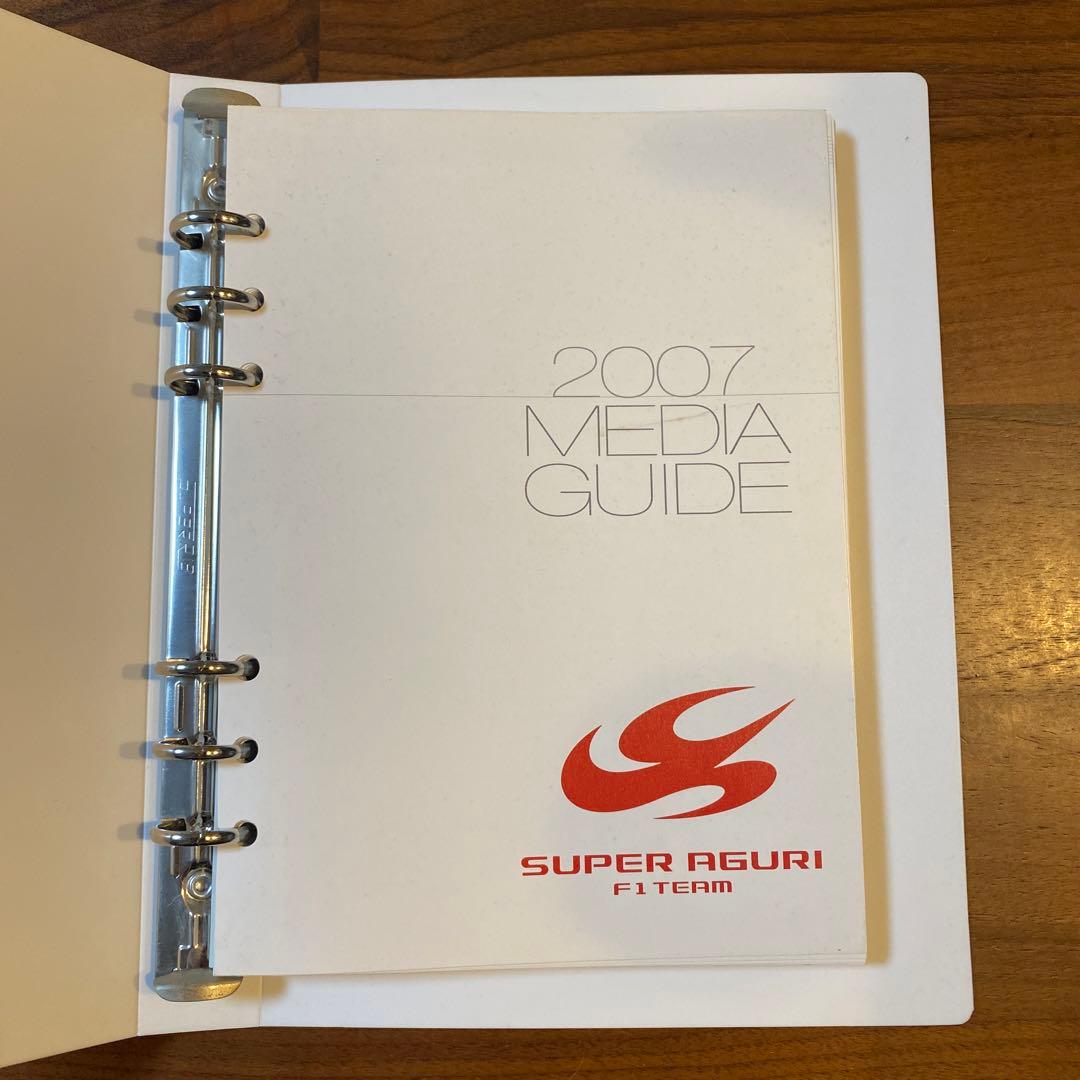 2007
MEDIA
GUIDE
SUPER AGURI
F1 TEAM